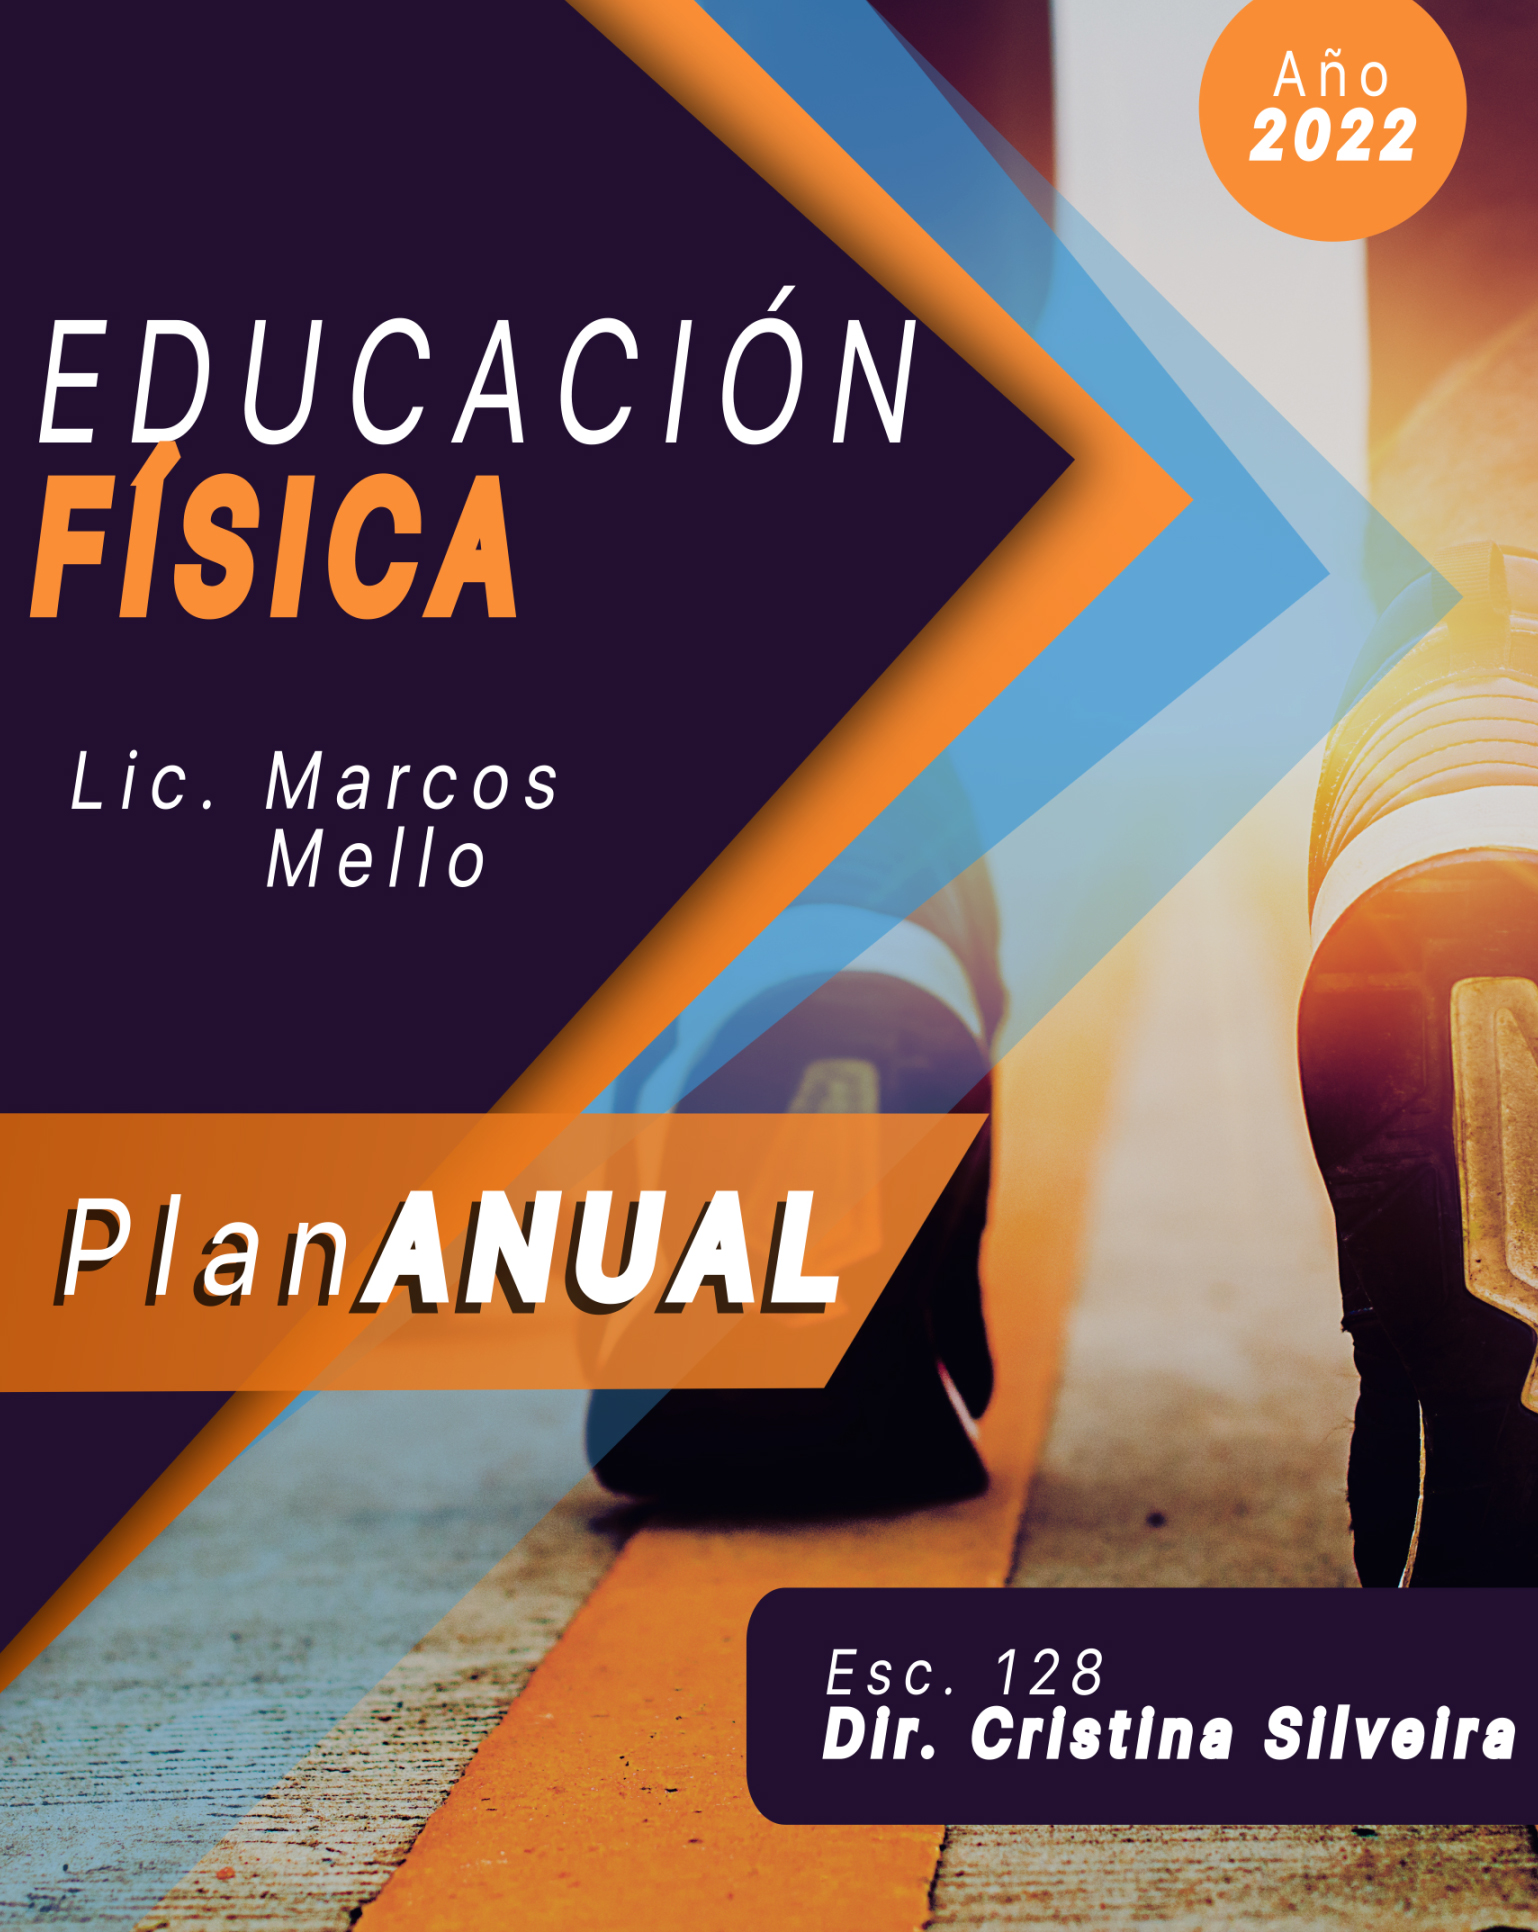 Año
2022
EDUCACIÓN
FÍSICA
Lic. Marcos
Mello
PlanANUAL
Esc. 128
Dir. Cristina Silveira